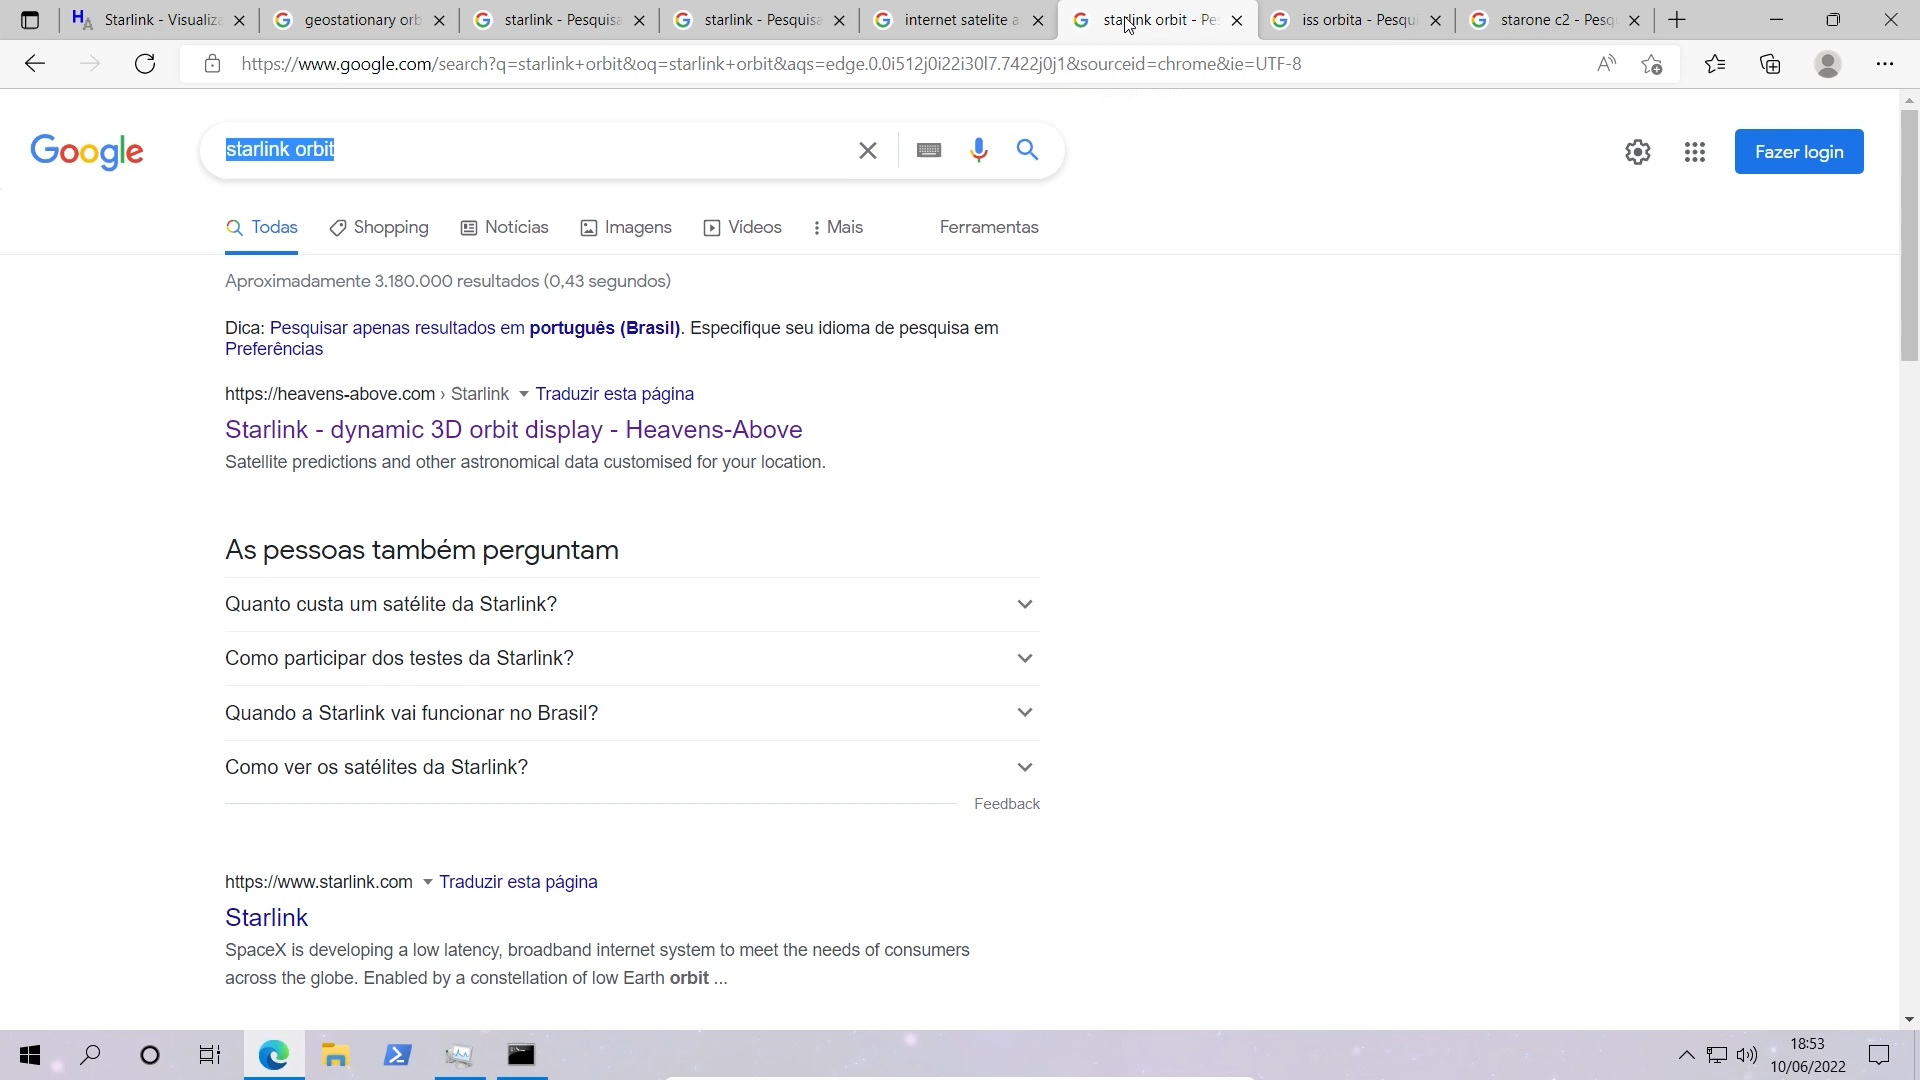 Starlink - Visualiza
geostationary orb
starlink - Pesquisa
starlink - Pesquisa
internet satelite a
starlink orbit - Pes
iss orbita - Pesqui
starone c2 - Pesq
https://www.google.com/search?q=starlink+orbit&oq=starlink+orbit&aqs=edge.0.0i512j0i22i30l7.7422j0j1&sourceid=chrome&ie=UTF-8
Google
starlink orbit
Fazer login
Todas
Shopping
Notícias
Imagens
Vídeos
Mais
Ferramentas
Aproximadamente 3.180.000 resultados (0,43 segundos)
Dica: Pesquisar apenas resultados em português (Brasil). Especifique seu idioma de pesquisa em
Preferências
https://heavens-above.com › Starlink Traduzir esta página
Starlink - dynamic 3D orbit display - Heavens-Above
Satellite predictions and other astronomical data customised for your location.
As pessoas também perguntam
Quanto custa um satélite da Starlink?
Como participar dos testes da Starlink?
Quando a Starlink vai funcionar no Brasil?
Como ver os satélites da Starlink?
Feedback
https://www.starlink.com Traduzir esta página
Starlink
SpaceX is developing a low latency, broadband internet system to meet the needs of consumers
across the globe. Enabled by a constellation of low Earth orbit ...
18:53
10/06/2022